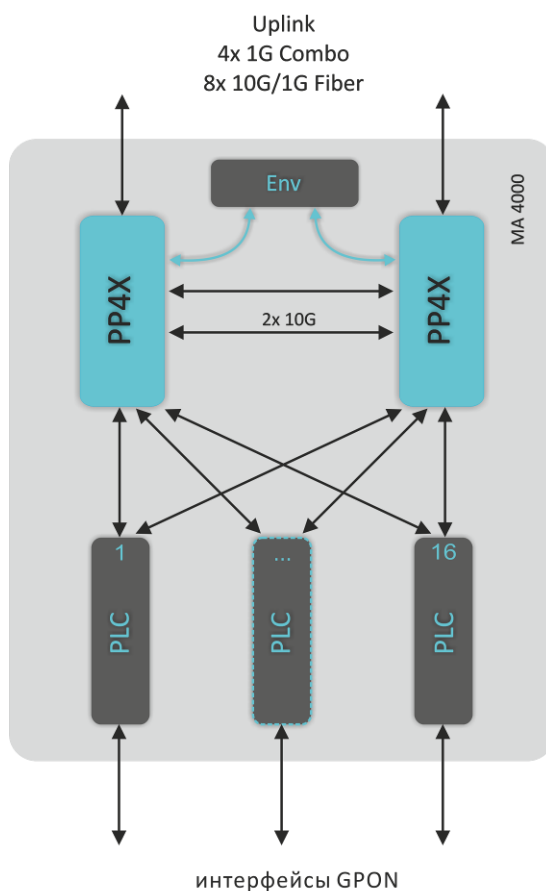 Uplink
4x 1G Combo
8x 10G/1G Fiber
MA 4000
Env
PP4X
PP4X
2x 10G
1
...
16
PLC
PLC
PLC
интерфейсы GPON